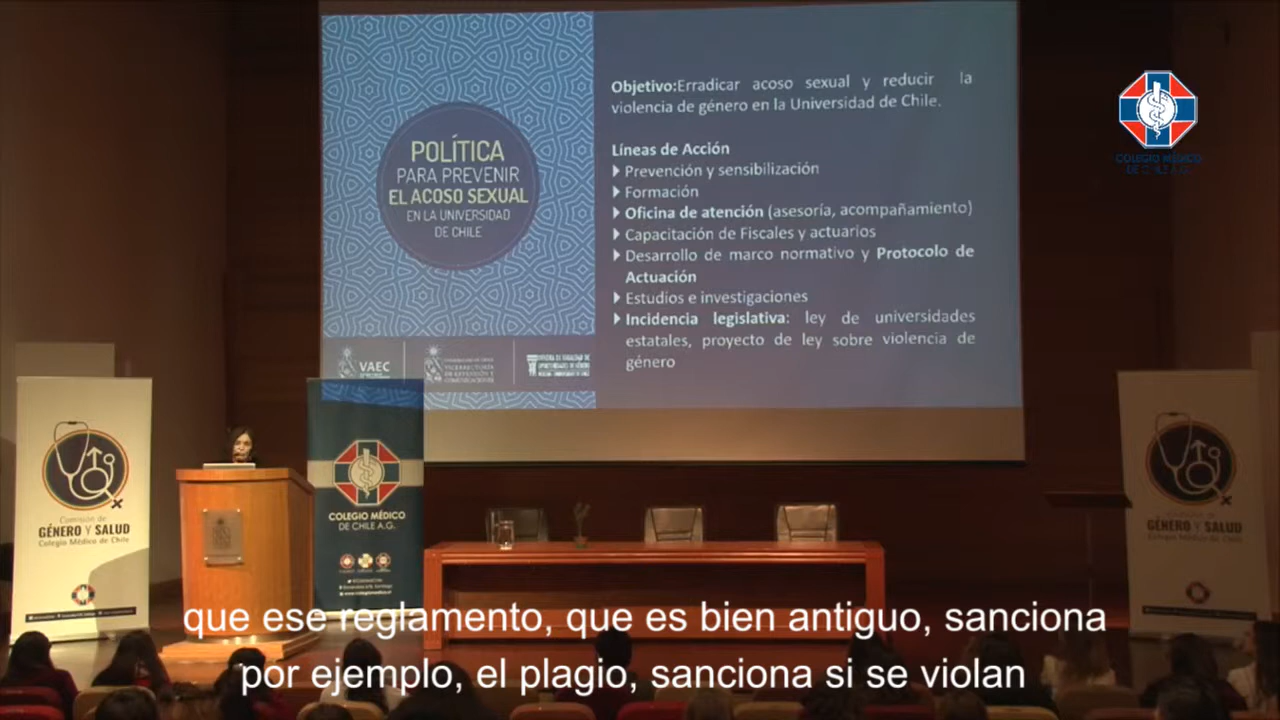 POLÍTICA
PARA PREVENIR
EL ACOSO SEXUAL
EN LA UNIVERSIDAD
DE CHILE
VAEC
Objetivo:Erradicar acoso sexual y reducir la
violencia de género en la Universidad de Chile.
Líneas de Acción
Prevención y sensibilización
Formación
Oficina de atención (asesoría, acompañamiento)
Capacitación de Fiscales y actuarios
Desarrollo de marco normativo y Protocolo de
Actuación
Estudios e investigaciones
Incidencia legislativa: ley de universidades
estatales, proyecto de ley sobre violencia de
género
COLEGIO MÉDICO
DE CHILE A.G.
Comisión de
GÉNERO Y SALUD
Colegio Médico de Chile
COLEGIO MÉDICO
DE CHILE A.G.
GÉNERO Y SALUD
Colegio Médico de Chile
que ese reglamento, que es bien antiguo, sanciona
por ejemplo, el plagio, sanciona si se violan